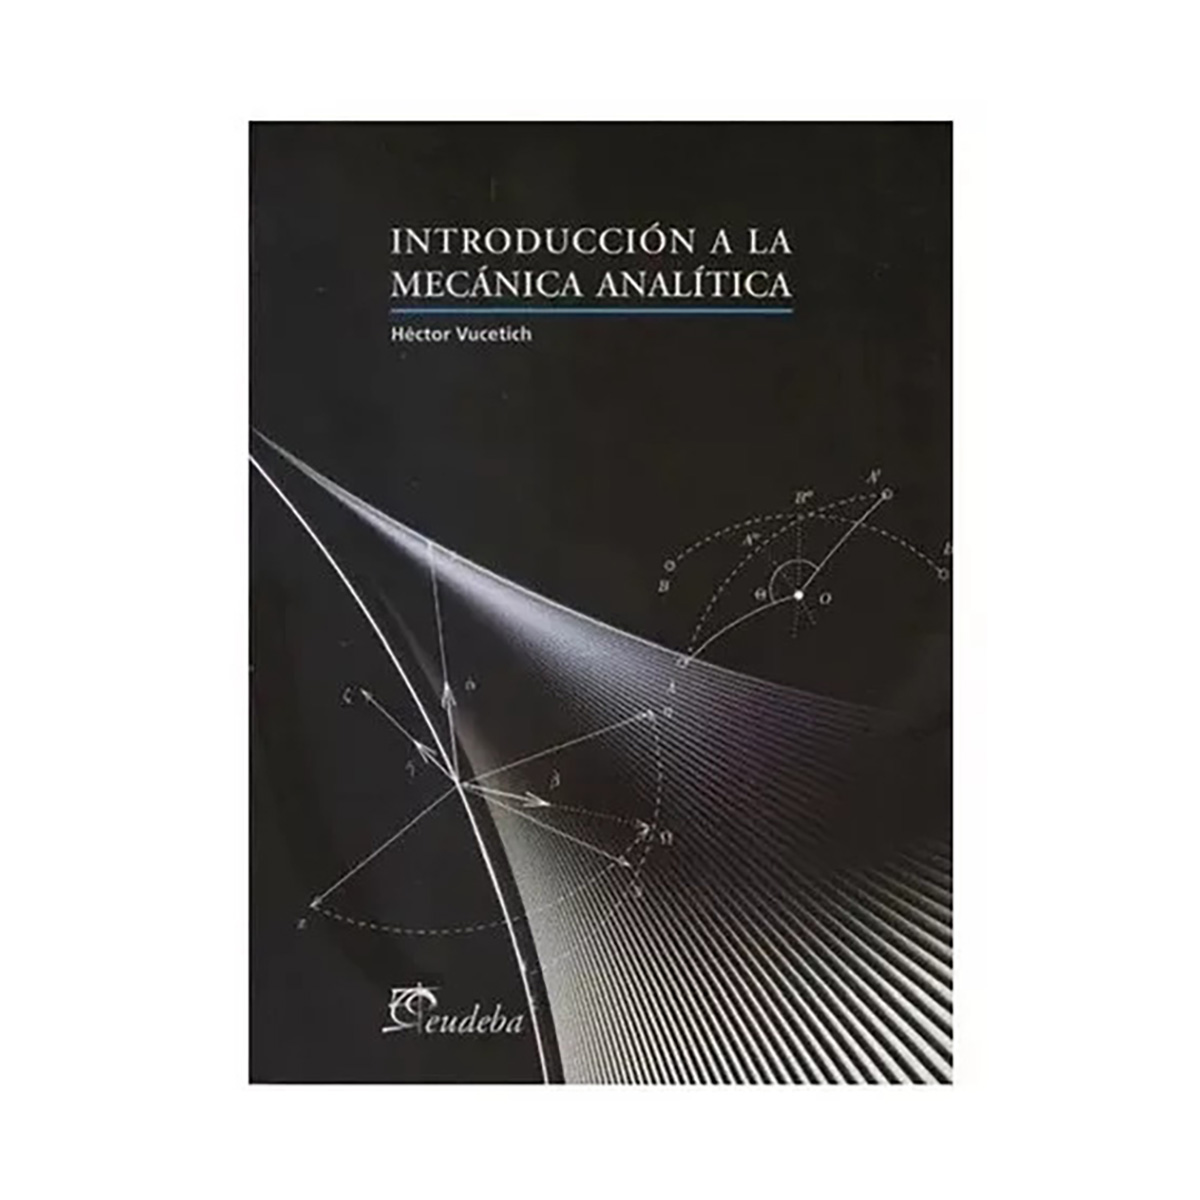 INTRODUCCIÓN A LA
MECÁNICA ANALÍTICA
Héctor Vucetich
A'
B"
A"
B
Θ
O
A
ζ
z
Ω
eudeba